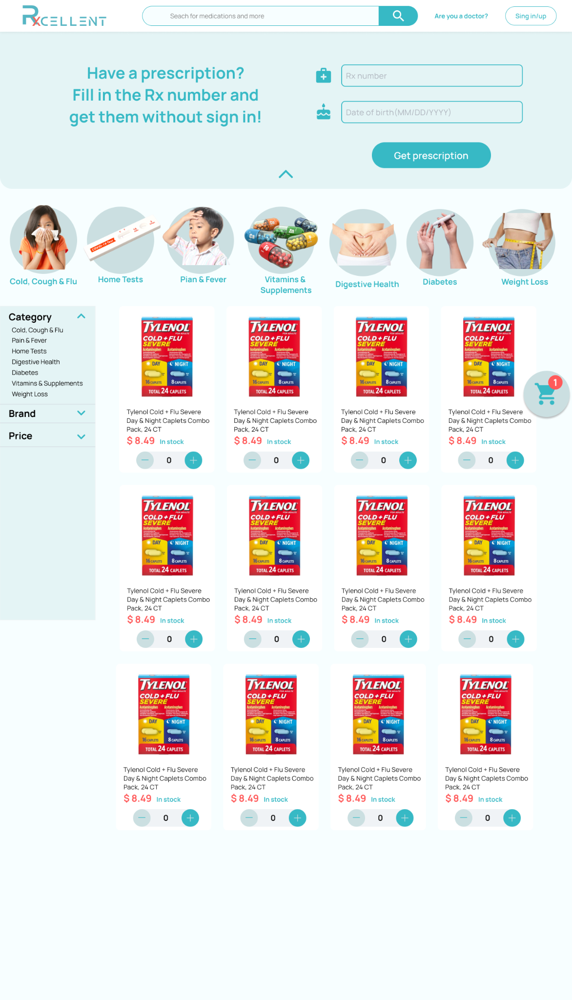 RXCELLENT
Seach for medications and more
Are you a doctor?
Sing in/up
Have a prescription?
Fill in the Rx number and
get them without sign in!
Rx number
Date of birth(MM/DD/YYYY)
Get prescription
COVID-19 Test
Ca
Fe
Zn
Cold, Cough & Flu
Home Tests
Pian & Fever
Vitamins &
Supplements
Digestive Health
Diabetes
Weight Loss
Category
Cold, Cough & Flu
Pain & Fever
Home Tests
Digestive Health
Diabetes
Vitamins & Supplements
Weight Loss
Brand
Price
1
TYLENOL
FOR ADULTS
COLD + FLU
SEVERE
Acetaminophen Acetaminophen
DAY NIGHT
16 CAPLETS 8 CAPLETS
TOTAL 24 CAPLETS
Tylenol Cold + Flu Severe
Day & Night Caplets Combo
Pack, 24 CT
$ 8.49 In stock
0
TYLENOL
FOR ADULTS
COLD + FLU
SEVERE
Acetaminophen Acetaminophen
DAY NIGHT
16 CAPLETS 8 CAPLETS
TOTAL 24 CAPLETS
Tylenol Cold + Flu Severe
Day & Night Caplets Combo
Pack, 24 CT
$ 8.49 In stock
0
TYLENOL
FOR ADULTS
COLD + FLU
SEVERE
Acetaminophen Acetaminophen
DAY NIGHT
16 CAPLETS 8 CAPLETS
TOTAL 24 CAPLETS
Tylenol Cold + Flu Severe
Day & Night Caplets Combo
Pack, 24 CT
$ 8.49 In stock
0
TYLENOL
FOR ADULTS
COLD + FLU
SEVERE
Acetaminophen Acetaminophen
DAY NIGHT
16 CAPLETS 8 CAPLETS
TOTAL 24 CAPLETS
Tylenol Cold + Flu Severe
Day & Night Caplets Combo
Pack, 24 CT
$ 8.49 In stock
0
TYLENOL
FOR ADULTS
COLD + FLU
SEVERE
Acetaminophen Acetaminophen
DAY NIGHT
16 CAPLETS 8 CAPLETS
TOTAL 24 CAPLETS
Tylenol Cold + Flu Severe
Day & Night Caplets Combo
Pack, 24 CT
$ 8.49 In stock
0
TYLENOL
FOR ADULTS
COLD + FLU
SEVERE
Acetaminophen Acetaminophen
DAY NIGHT
16 CAPLETS 8 CAPLETS
TOTAL 24 CAPLETS
Tylenol Cold + Flu Severe
Day & Night Caplets Combo
Pack, 24 CT
$ 8.49 In stock
0
TYLENOL
FOR ADULTS
COLD + FLU
SEVERE
Acetaminophen Acetaminophen
DAY NIGHT
16 CAPLETS 8 CAPLETS
TOTAL 24 CAPLETS
Tylenol Cold + Flu Severe
Day & Night Caplets Combo
Pack, 24 CT
$ 8.49 In stock
0
TYLENOL
FOR ADULTS
COLD + FLU
SEVERE
Acetaminophen Acetaminophen
DAY NIGHT
16 CAPLETS 8 CAPLETS
TOTAL 24 CAPLETS
Tylenol Cold + Flu Severe
Day & Night Caplets Combo
Pack, 24 CT
$ 8.49 In stock
0
TYLENOL
FOR ADULTS
COLD + FLU
SEVERE
Acetaminophen Acetaminophen
DAY NIGHT
16 CAPLETS 8 CAPLETS
TOTAL 24 CAPLETS
Tylenol Cold + Flu Severe
Day & Night Caplets Combo
Pack, 24 CT
$ 8.49 In stock
0
TYLENOL
FOR ADULTS
COLD + FLU
SEVERE
Acetaminophen Acetaminophen
DAY NIGHT
16 CAPLETS 8 CAPLETS
TOTAL 24 CAPLETS
Tylenol Cold + Flu Severe
Day & Night Caplets Combo
Pack, 24 CT
$ 8.49 In stock
0
TYLENOL
FOR ADULTS
COLD + FLU
SEVERE
Acetaminophen Acetaminophen
DAY NIGHT
16 CAPLETS 8 CAPLETS
TOTAL 24 CAPLETS
Tylenol Cold + Flu Severe
Day & Night Caplets Combo
Pack, 24 CT
$ 8.49 In stock
0
TYLENOL
FOR ADULTS
COLD + FLU
SEVERE
Acetaminophen Acetaminophen
DAY NIGHT
16 CAPLETS 8 CAPLETS
TOTAL 24 CAPLETS
Tylenol Cold + Flu Severe
Day & Night Caplets Combo
Pack, 24 CT
$ 8.49 In stock
0